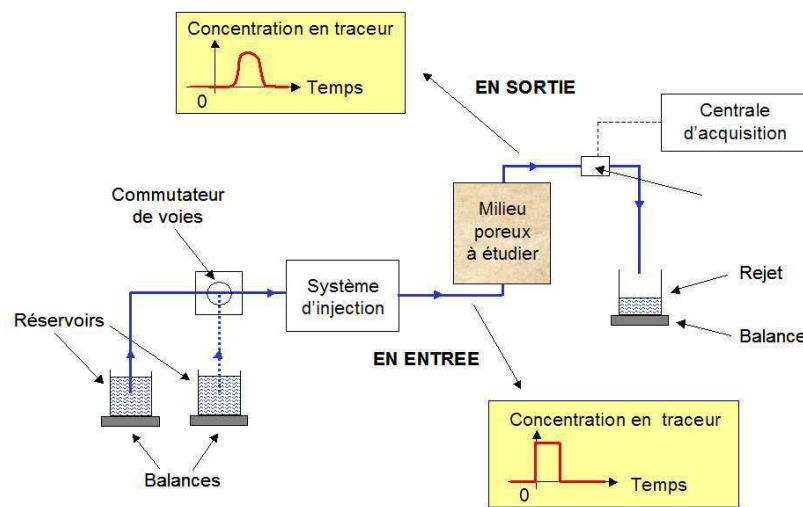 Concentration en traceur
0
Temps
EN SORTIE
Centrale
d'acquisition
Commutateur
de voies
Milieu
poreux
à étudier
Système
d'injection
Rejet
Réservoirs
Balance
EN ENTREE
Balances
Concentration en traceur
0
Temps